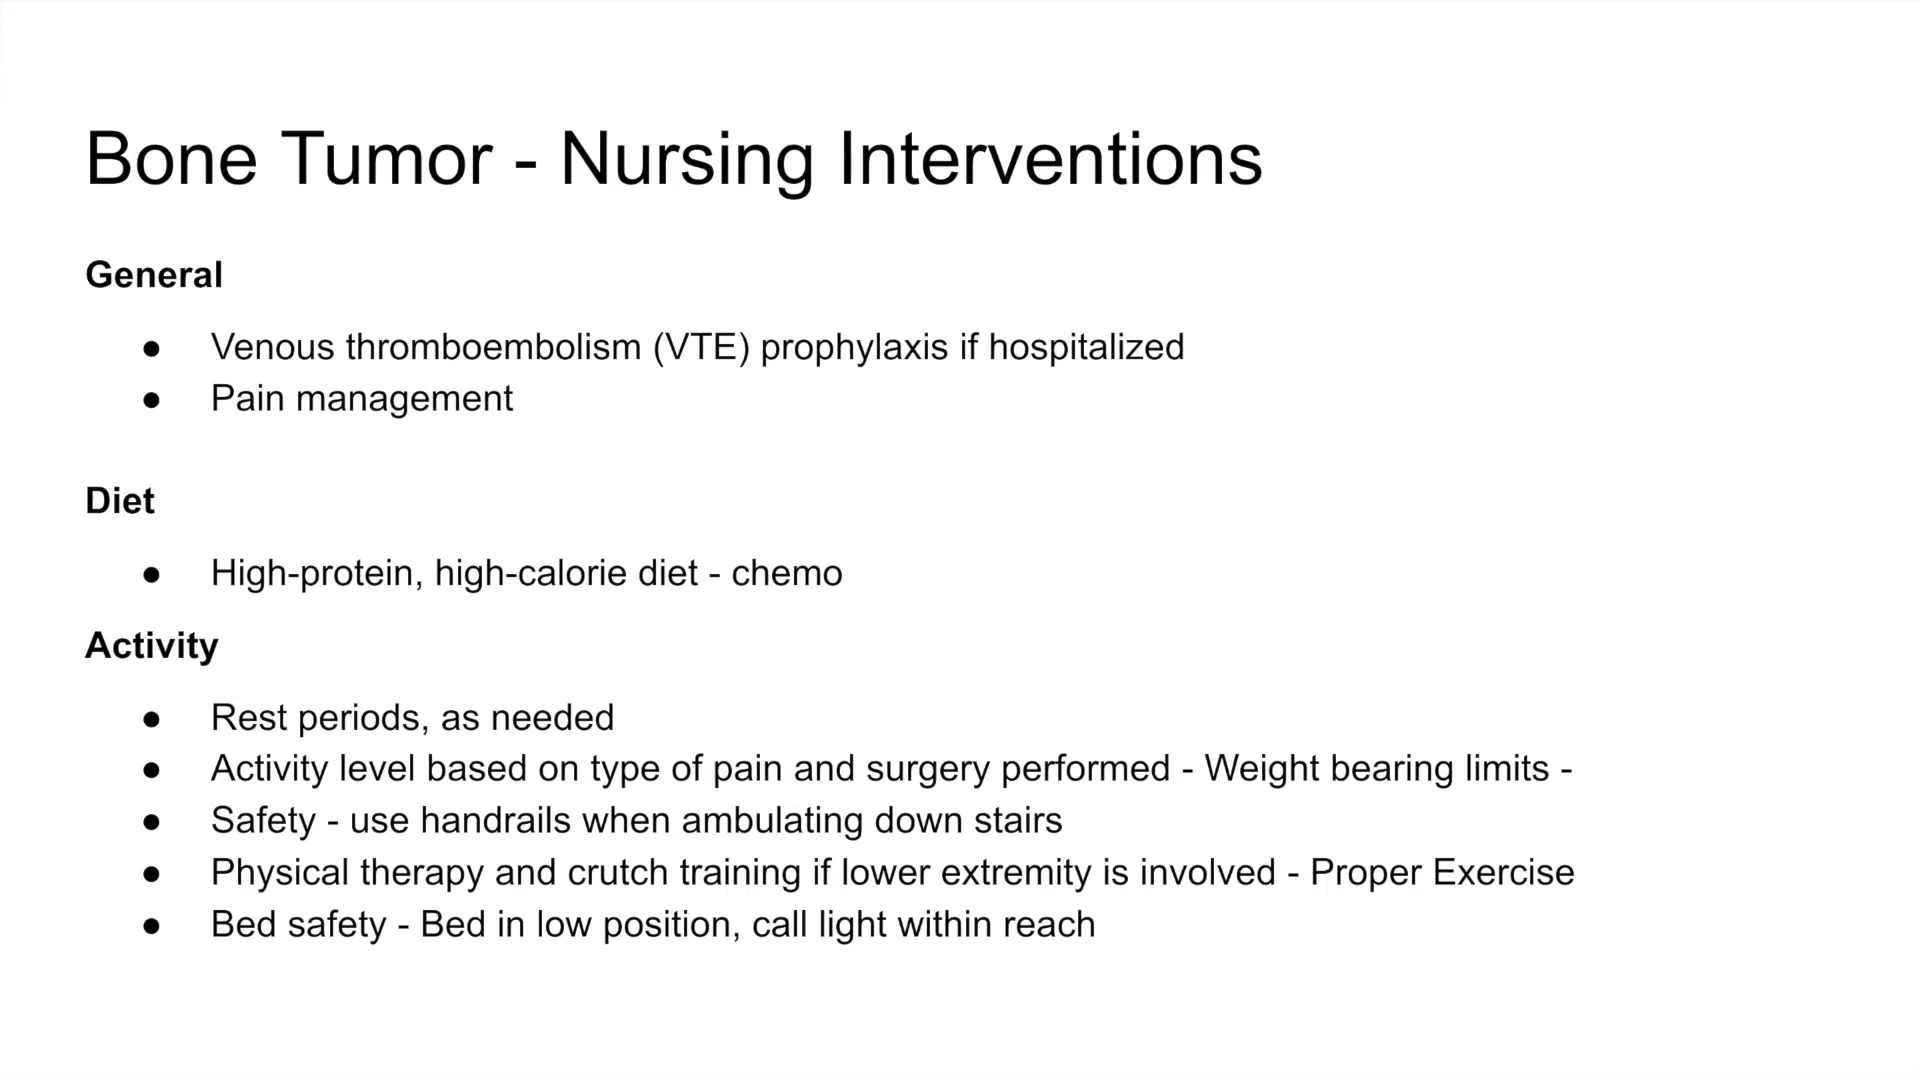 Bone Tumor - Nursing Interventions
General
● Venous thromboembolism (VTE) prophylaxis if hospitalized
● Pain management
Diet
● High-protein, high-calorie diet - chemo
Activity
● Rest periods, as needed
● Activity level based on type of pain and surgery performed - Weight bearing limits -
● Safety - use handrails when ambulating down stairs
● Physical therapy and crutch training if lower extremity is involved - Proper Exercise
● Bed safety - Bed in low position, call light within reach